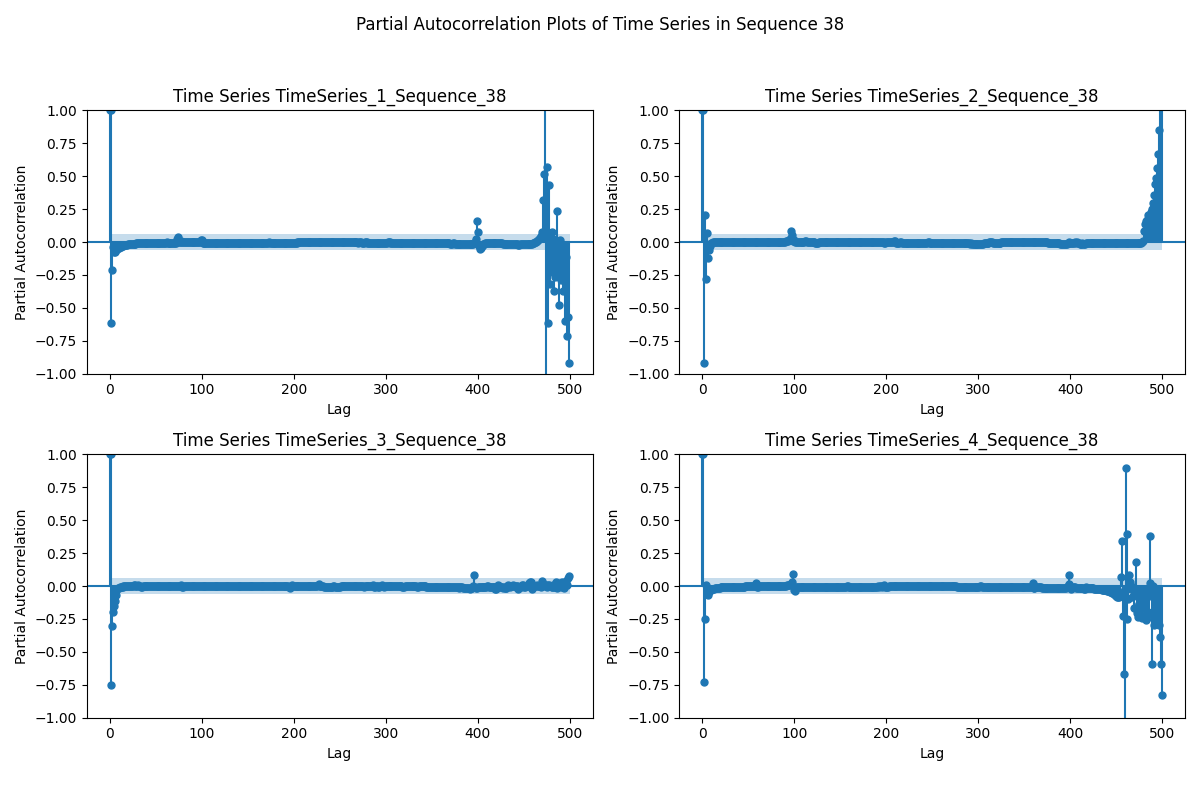 Partial Autocorrelation Plots of Time Series in Sequence 38
Time Series TimeSeries_1_Sequence_38
1.00
0.75
0.50
0.25
0.00
−0.25
−0.50
−0.75
−1.00
Partial Autocorrelation
0 100 200 300 400 500
Lag
Time Series TimeSeries_2_Sequence_38
1.00
0.75
0.50
0.25
0.00
−0.25
−0.50
−0.75
−1.00
Partial Autocorrelation
0 100 200 300 400 500
Lag
Time Series TimeSeries_3_Sequence_38
1.00
0.75
0.50
0.25
0.00
−0.25
−0.50
−0.75
−1.00
Partial Autocorrelation
0 100 200 300 400 500
Lag
Time Series TimeSeries_4_Sequence_38
1.00
0.75
0.50
0.25
0.00
−0.25
−0.50
−0.75
−1.00
Partial Autocorrelation
0 100 200 300 400 500
Lag